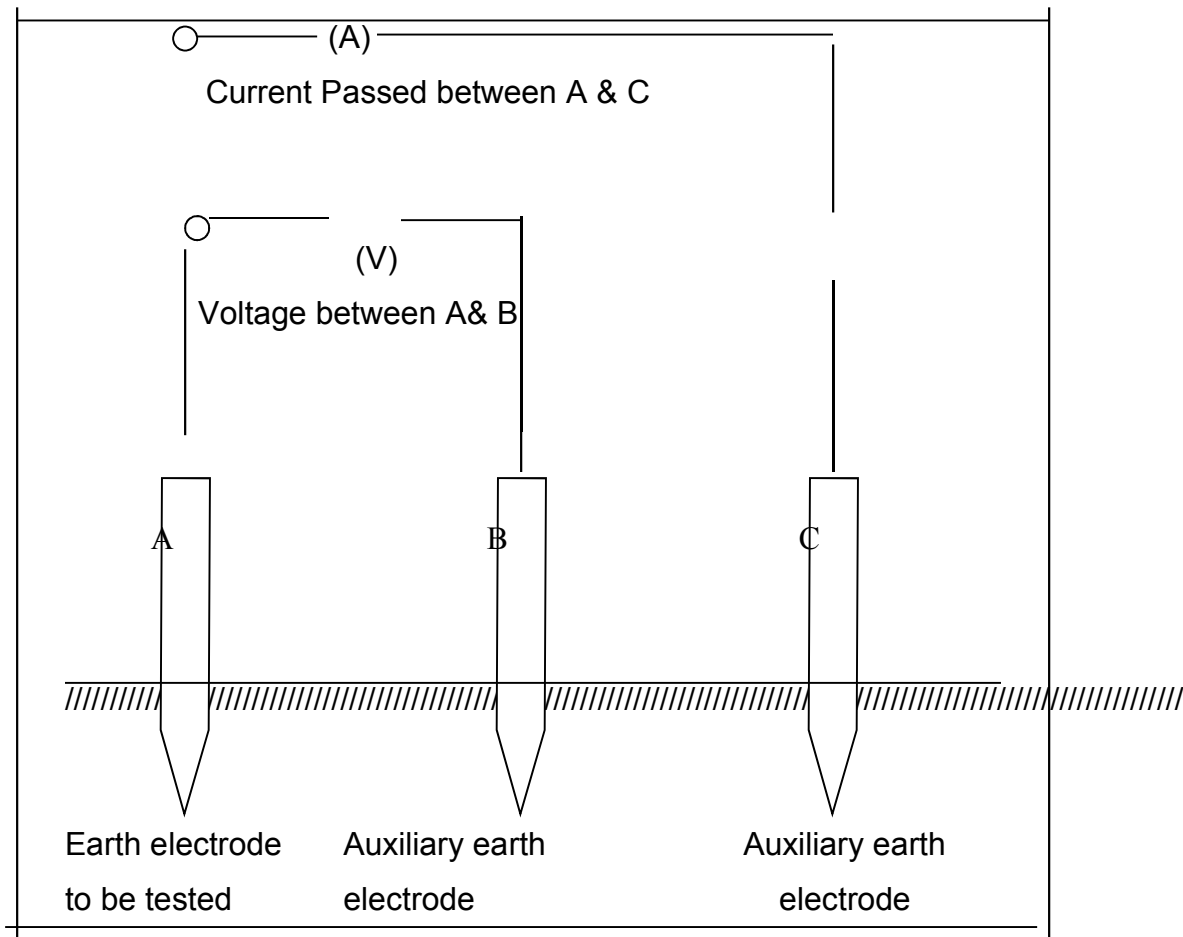 (A)
Current Passed between A & C
(V)
Voltage between A& B
A B C
//////////////////////////////////////////////////////////////////////////////////////////
Earth electrode Auxiliary earth Auxiliary earth
to be tested electrode electrode